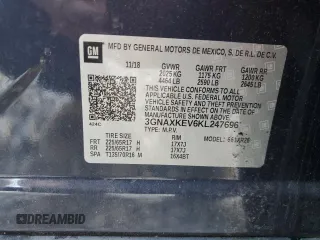 GM
MFD BY GENERAL MOTORS DE MEXICO, S. DE R.L. DE C.V.
11/18 GVWR GAWR FRT GAWR RR
2025 KG 1175 KG 1200 KG
4464 LB 2590 LB 2645 LB
THIS VEHICLE CONFORMS TO ALL APPLICABLE U.S. FEDERAL MOTOR VEHICLE SAFETY, BUMPER, AND THEFT PREVENTION STANDARDS IN EFFECT ON THE DATE OF MANUFACTURE SHOWN ABOVE.
3GNAXKEV6KL247696
TYPE: M.P.V. MODEL:
424C
TIRE SIZE RIM
FRT 225/65R17 H 17X7J
RR 225/65R17 H 17X7J
SPA T135/70R16 M 16X4BT
© DREAMBID